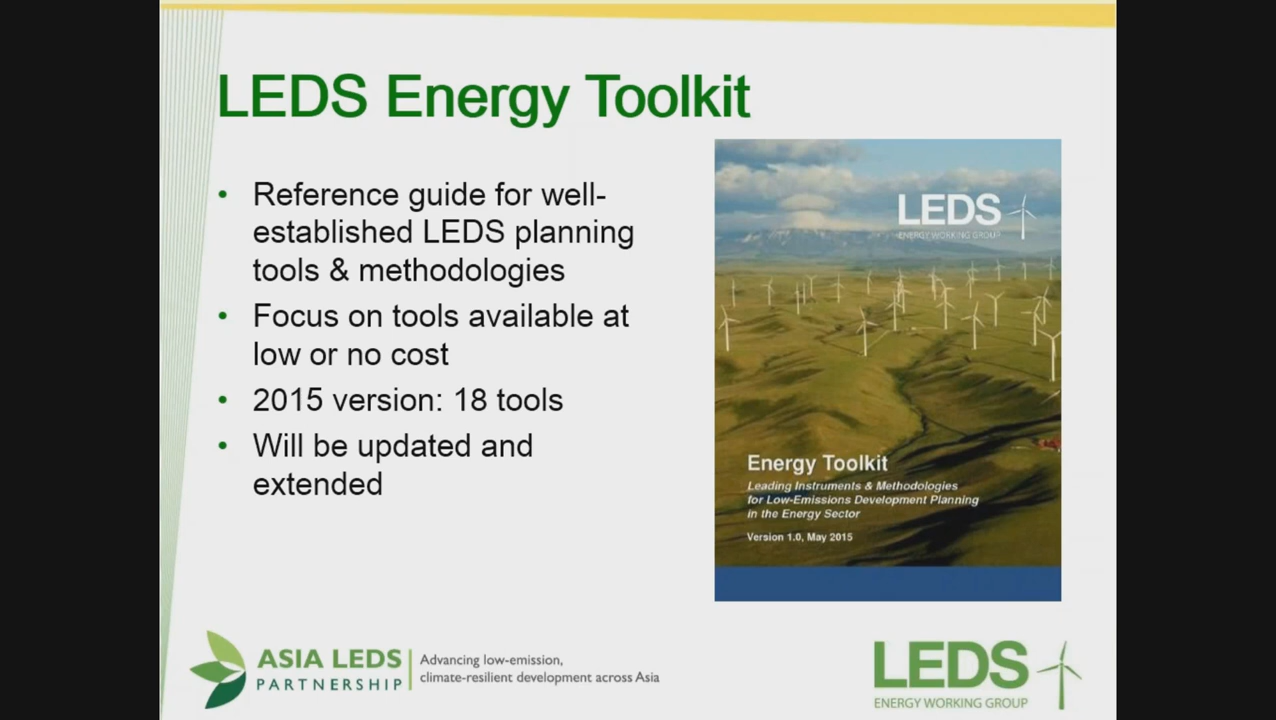 LEDS Energy Toolkit
• Reference guide for well-
established LEDS planning
tools & methodologies
• Focus on tools available at
low or no cost
• 2015 version: 18 tools
• Will be updated and
extended
LEDS
ENERGY WORKING GROUP
Energy Toolkit
Leading Instruments & Methodologies
for Low-Emissions Development Planning
in the Energy Sector
Version 1.0, May 2015
ASIA LEDS
PARTNERSHIP
Advancing low-emission,
climate-resilient development across Asia
LEDS
ENERGY WORKING GROUP